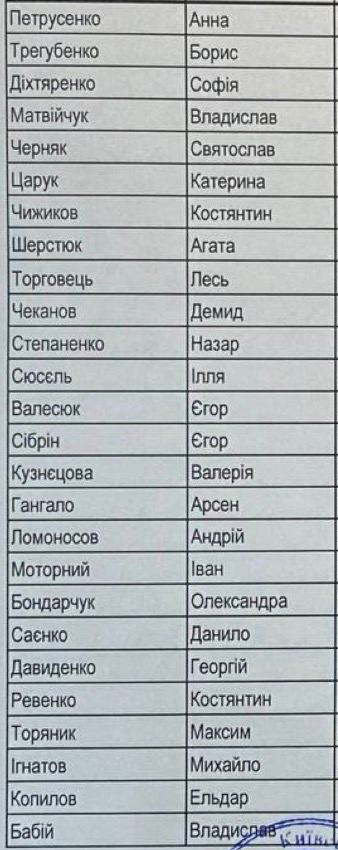 Петрусенко Анна
Трегубенко Борис
Діхтяренко Софія
Матвійчук Владислав
Черняк Святослав
Царук Катерина
Чижиков Костянтин
Шерстюк Агата
Торговець Лесь
Чеканов Демид
Степаненко Назар
Сюсєль Ілля
Валесюк Єгор
Сібрін Єгор
Кузнєцова Валерія
Гангало Арсен
Ломоносов Андрій
Моторний Іван
Бондарчук Олександра
Саєнко Данило
Давиденко Георгій
Ревенко Костянтин
Торяник Максим
Ігнатов Михайло
Копилов Ельдар
Бабій Владислав